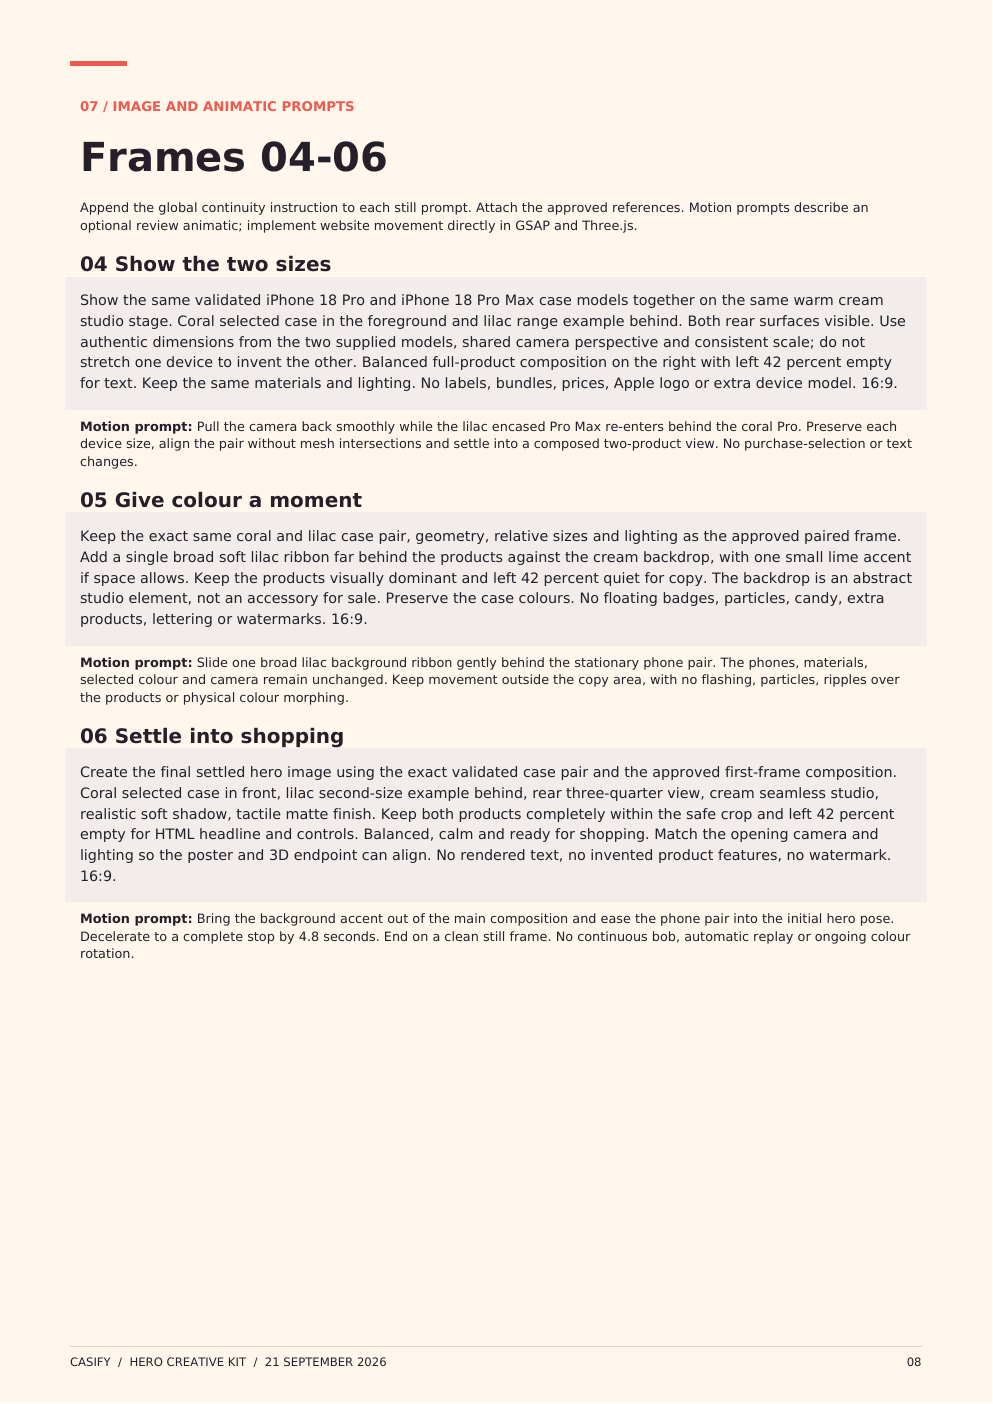 07 / IMAGE AND ANIMATIC PROMPTS
Frames 04-06
Append the global continuity instruction to each still prompt. Attach the approved references. Motion prompts describe an
optional review animatic; implement website movement directly in GSAP and Three.js.
04 Show the two sizes
Show the same validated iPhone 18 Pro and iPhone 18 Pro Max case models together on the same warm cream
studio stage. Coral selected case in the foreground and lilac range example behind. Both rear surfaces visible. Use
authentic dimensions from the two supplied models, shared camera perspective and consistent scale; do not
stretch one device to invent the other. Balanced full-product composition on the right with left 42 percent empty
for text. Keep the same materials and lighting. No labels, bundles, prices, Apple logo or extra device model. 16:9.
Motion prompt: Pull the camera back smoothly while the lilac encased Pro Max re-enters behind the coral Pro. Preserve each
device size, align the pair without mesh intersections and settle into a composed two-product view. No purchase-selection or text
changes.
05 Give colour a moment
Keep the exact same coral and lilac case pair, geometry, relative sizes and lighting as the approved paired frame.
Add a single broad soft lilac ribbon far behind the products against the cream backdrop, with one small lime accent
if space allows. Keep the products visually dominant and left 42 percent quiet for copy. The backdrop is an abstract
studio element, not an accessory for sale. Preserve the case colours. No floating badges, particles, candy, extra
products, lettering or watermarks. 16:9.
Motion prompt: Slide one broad lilac background ribbon gently behind the stationary phone pair. The phones, materials,
selected colour and camera remain unchanged. Keep movement outside the copy area, with no flashing, particles, ripples over
the products or physical colour morphing.
06 Settle into shopping
Create the final settled hero image using the exact validated case pair and the approved first-frame composition.
Coral selected case in front, lilac second-size example behind, rear three-quarter view, cream seamless studio,
realistic soft shadow, tactile matte finish. Keep both products completely within the safe crop and left 42 percent
empty for HTML headline and controls. Balanced, calm and ready for shopping. Match the opening camera and
lighting so the poster and 3D endpoint can align. No rendered text, no invented product features, no watermark.
16:9.
Motion prompt: Bring the background accent out of the main composition and ease the phone pair into the initial hero pose.
Decelerate to a complete stop by 4.8 seconds. End on a clean still frame. No continuous bob, automatic replay or ongoing colour
rotation.
CASIFY / HERO CREATIVE KIT / 21 SEPTEMBER 2026
08